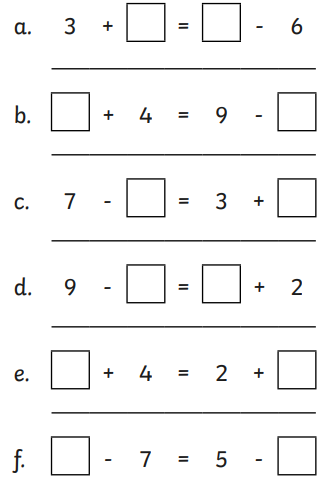 a. 3 + □ = □ - 6
b. □ + 4 = 9 - □
c. 7 - □ = 3 + □
d. 9 - □ = □ + 2
e. □ + 4 = 2 + □
f. □ - 7 = 5 - □